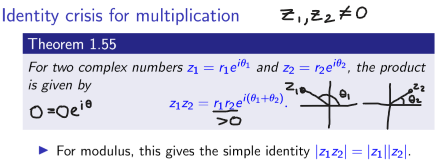 Identity crisis for multiplication z₁,z₂≠0
Theorem 1.55
For two complex numbers z₁ = r₁e^{iθ₁} and z₂ = r₂e^{iθ₂}, the product
is given by
0=0e^{iθ} z₁z₂ = r₁r₂e^{i(θ₁+θ₂)}. z₁ θ₁ z₂ θ₂
>0
▶ For modulus, this gives the simple identity |z₁z₂| = |z₁||z₂|.